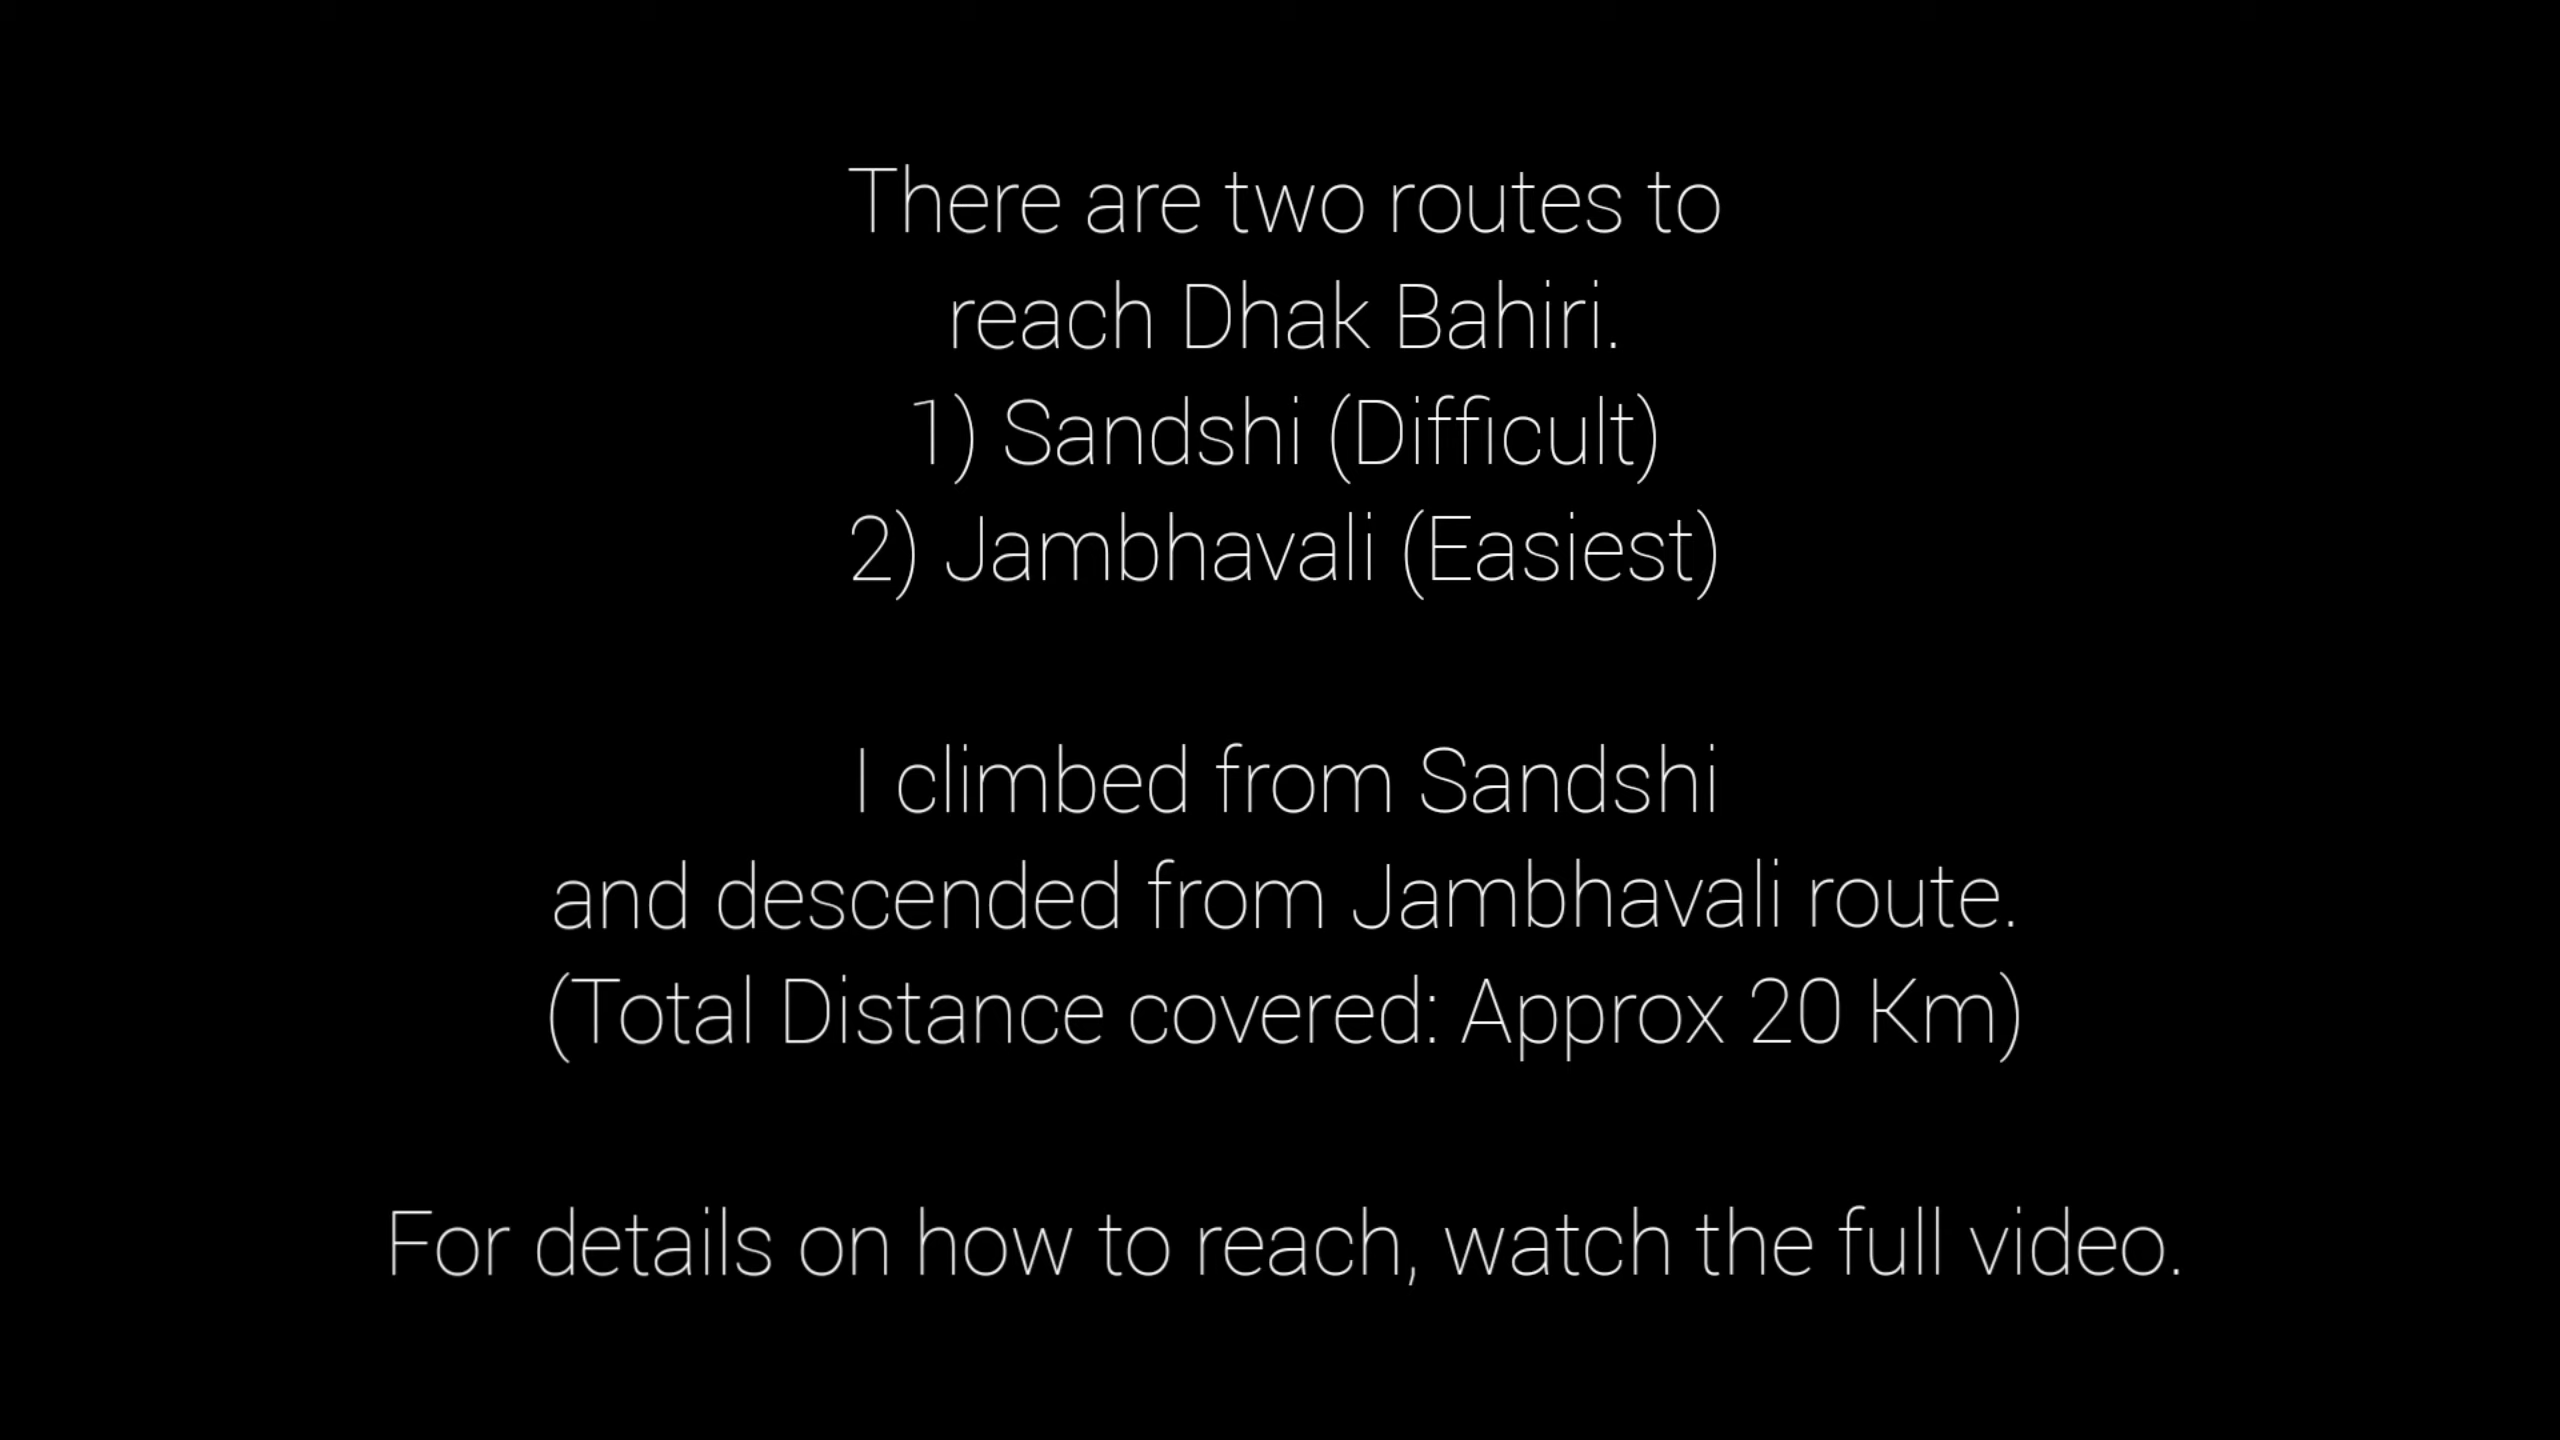 There are two routes to
reach Dhak Bahiri.
1) Sandshi (Difficult)
2) Jambhavali (Easiest)
I climbed from Sandshi
and descended from Jambhavali route.
(Total Distance covered: Approx 20 Km)
For details on how to reach, watch the full video.